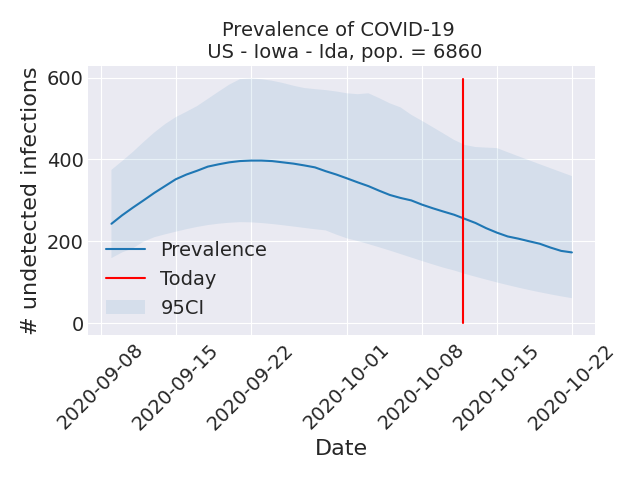 Prevalence of COVID-19
US - Iowa - Ida, pop. = 6860
# undetected infections
600
400
200
0
Prevalence
Today
95CI
2020-09-08
2020-09-15
2020-09-22
2020-10-01
2020-10-08
2020-10-15
2020-10-22
Date